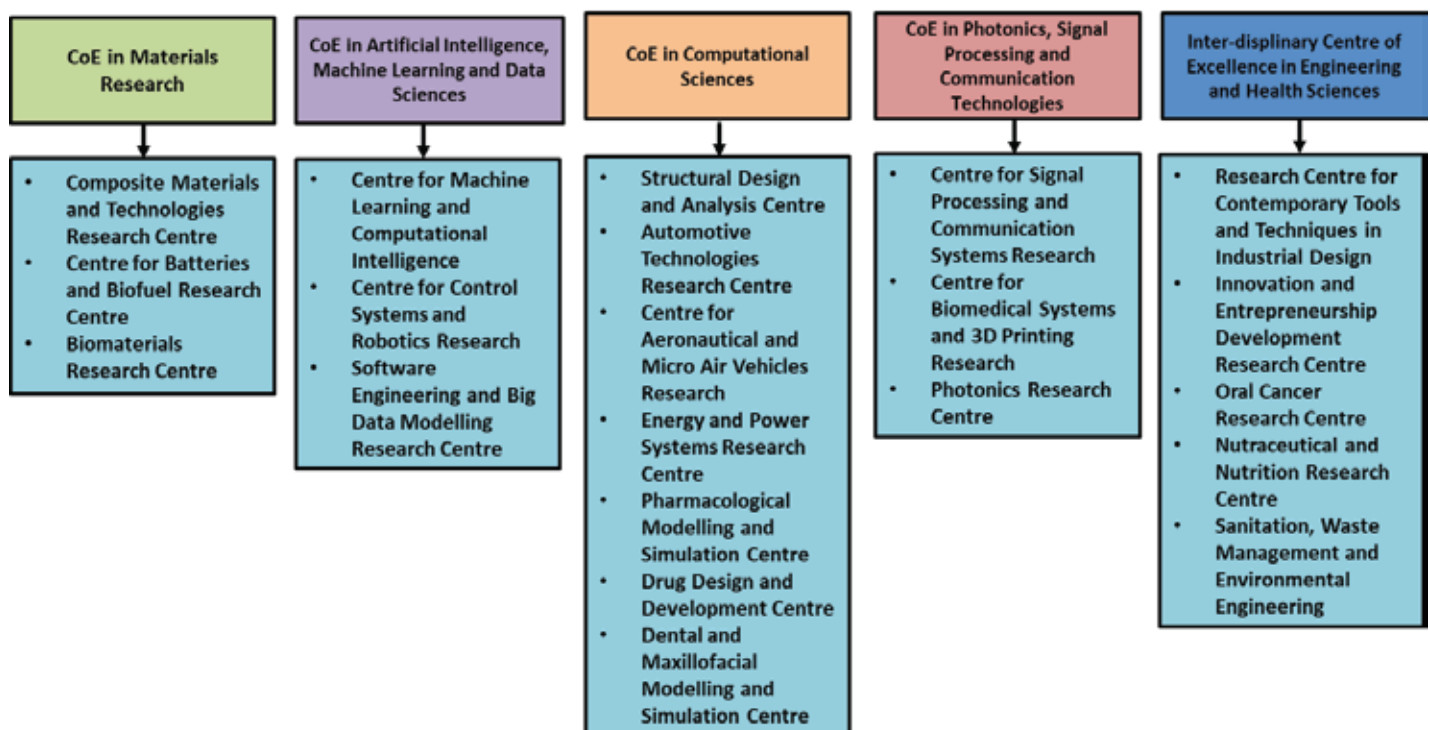 CoE in Materials
Research
• Composite Materials
and Technologies
Research Centre
• Centre for Batteries
and Biofuel Research
Centre
• Biomaterials
Research Centre
CoE in Artificial Intelligence,
Machine Learning and Data
Sciences
• Centre for Machine
Learning and
Computational
Intelligence
• Centre for Control
Systems and
Robotics Research
• Software
Engineering and Big
Data Modelling
Research Centre
CoE in Computational
Sciences
• Structural Design
and Analysis Centre
• Automotive
Technologies
Research Centre
• Centre for
Aeronautical and
Micro Air Vehicles
Research
• Energy and Power
Systems Research
Centre
• Pharmacological
Modelling and
Simulation Centre
• Drug Design and
Development Centre
• Dental and
Maxillofacial
Modelling and
Simulation Centre
CoE in Photonics, Signal
Processing and
Communication
Technologies
• Centre for Signal
Processing and
Communication
Systems Research
• Centre for
Biomedical Systems
and 3D Printing
Research
• Photonics Research
Centre
Inter-displinary Centre of
Excellence in Engineering
and Health Sciences
• Research Centre for
Contemporary Tools
and Techniques in
Industrial Design
• Innovation and
Entrepreneurship
Development
Research Centre
• Oral Cancer
Research Centre
• Nutraceutical and
Nutrition Research
Centre
• Sanitation, Waste
Management and
Environmental
Engineering